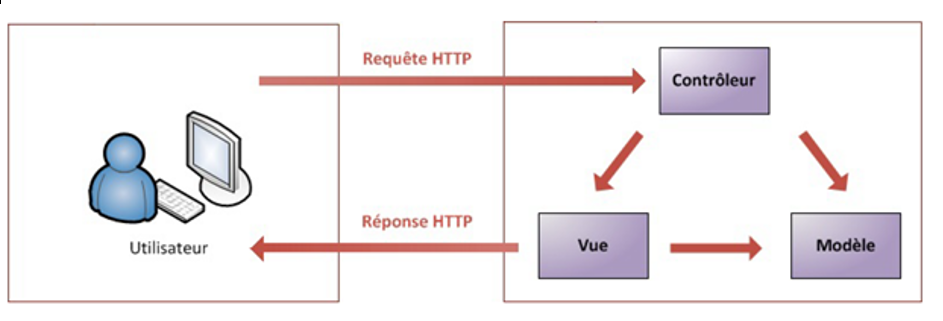 Requête HTTP
Contrôleur
Réponse HTTP
Utilisateur
Vue
Modèle